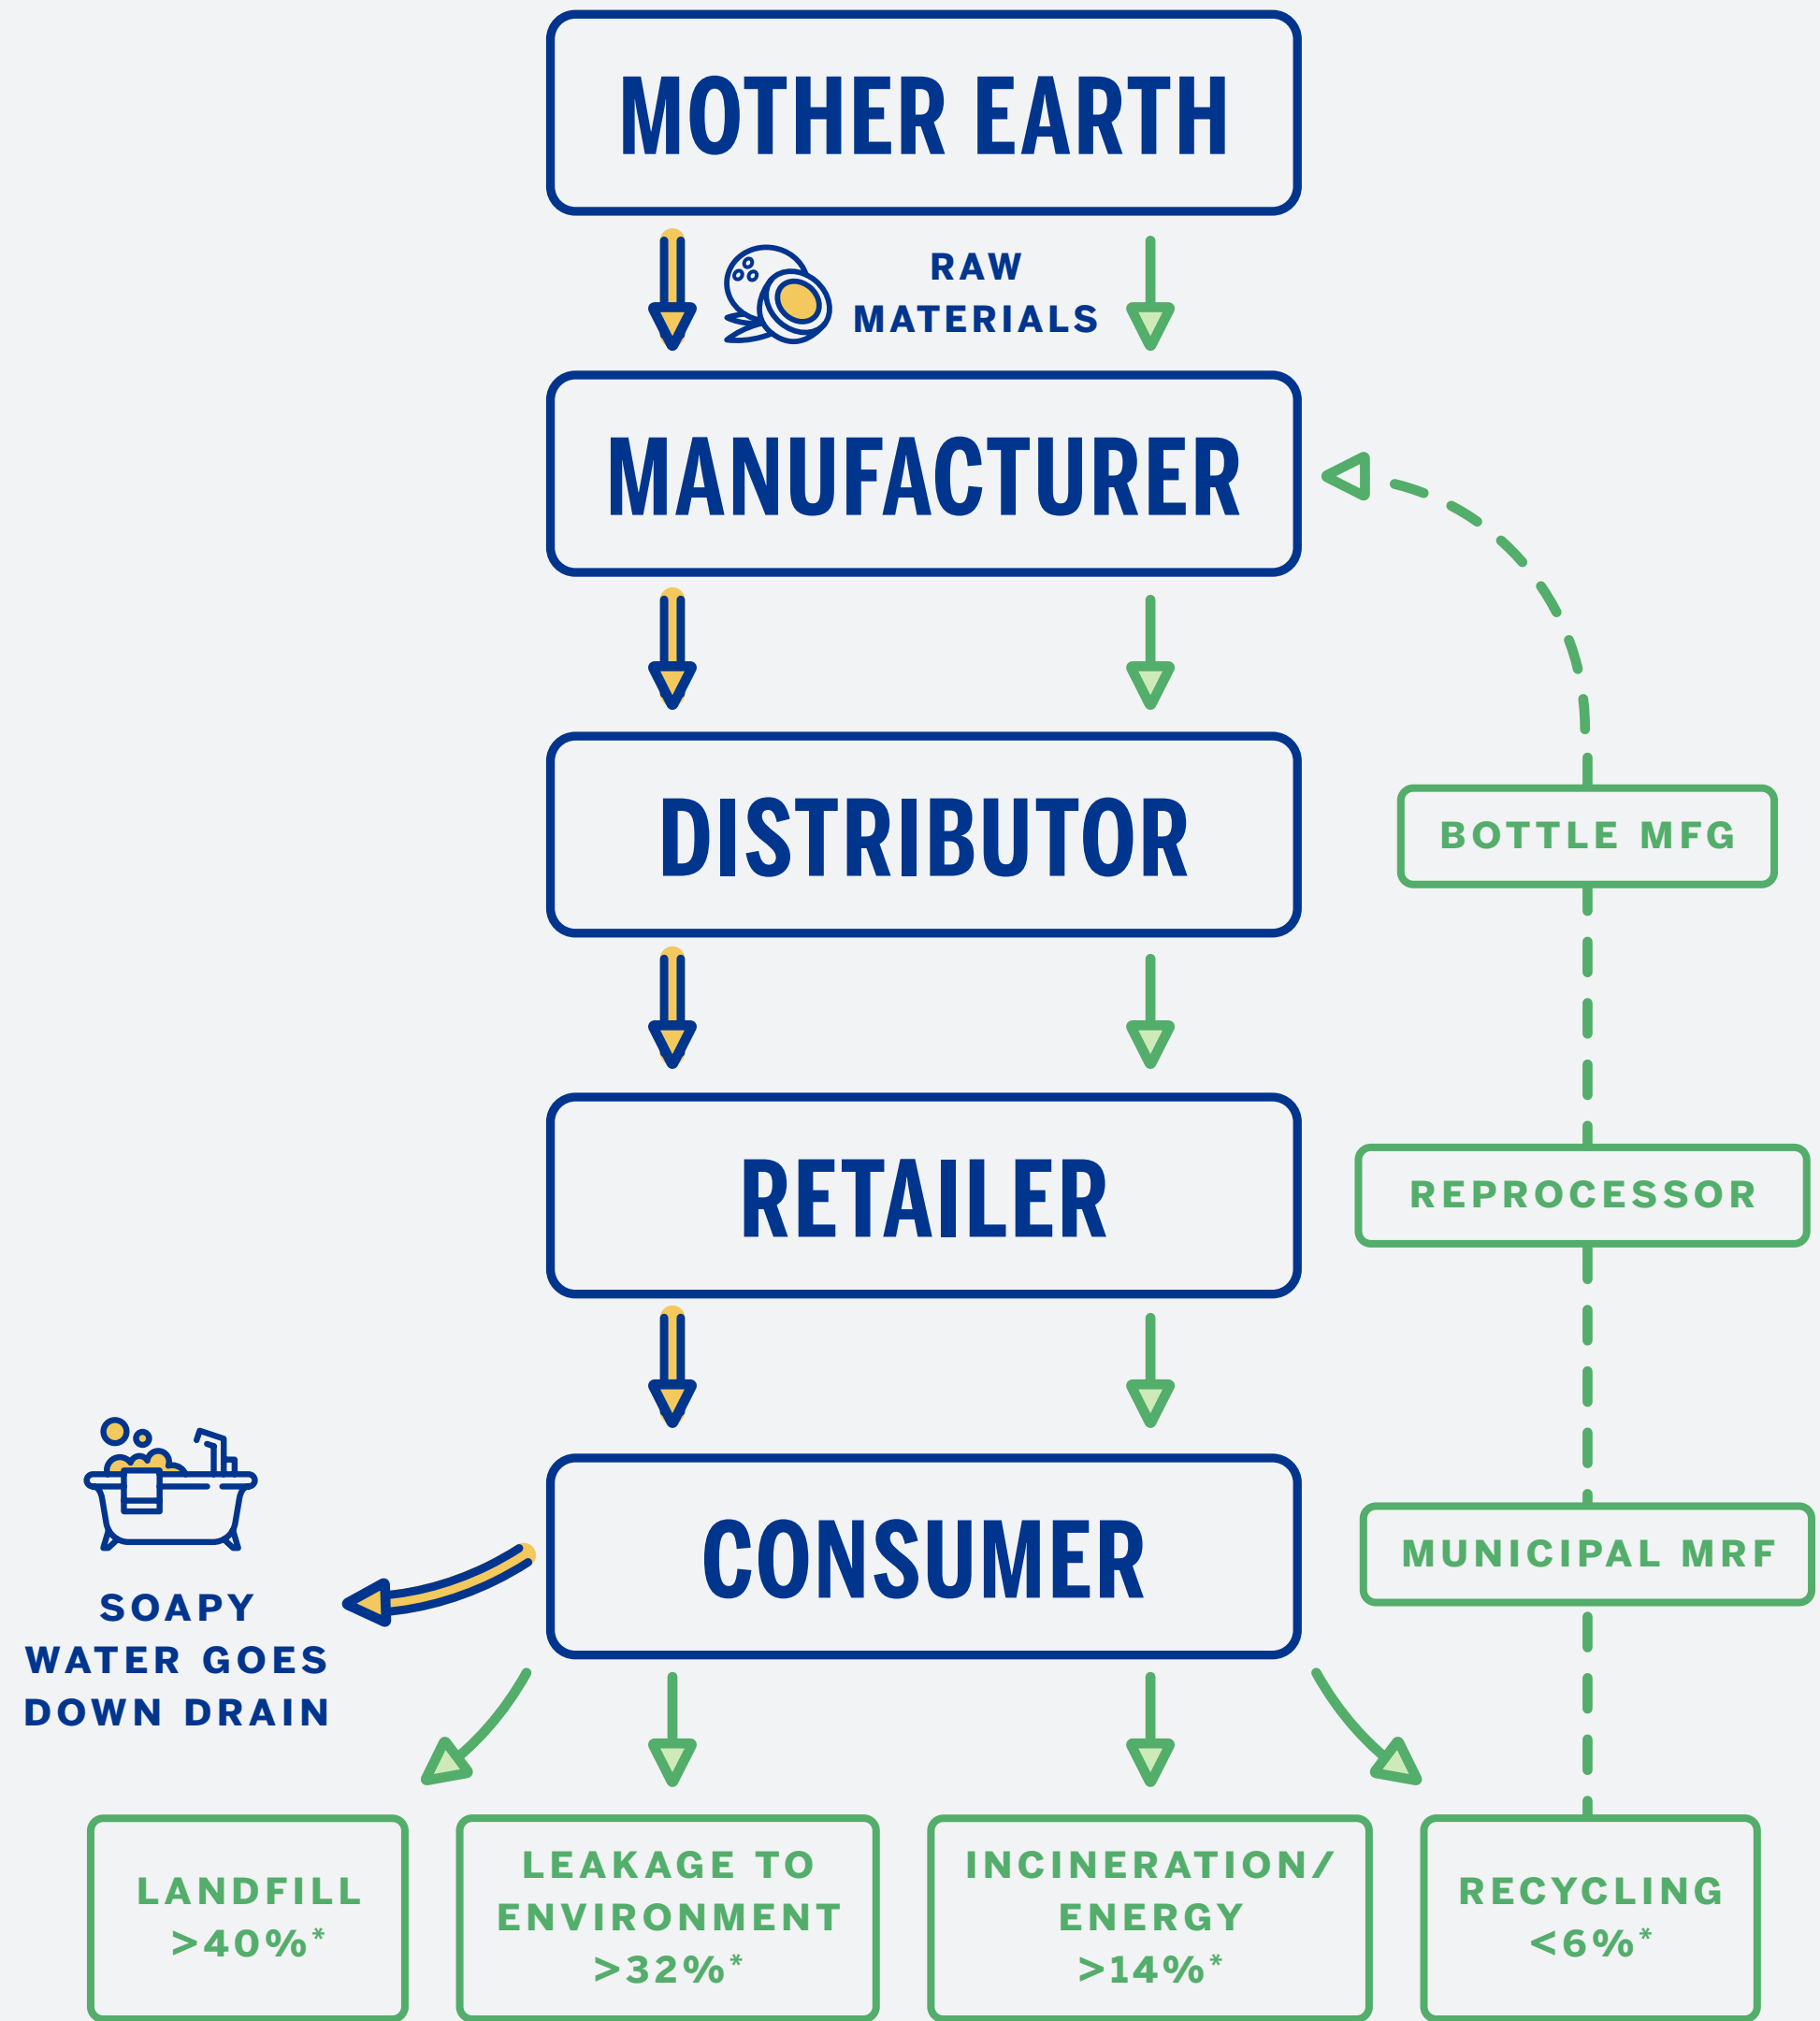 MOTHER EARTH
RAW
MATERIALS
MANUFACTURER
DISTRIBUTOR
BOTTLE MFG
RETAILER
REPROCESSOR
CONSUMER
MUNICIPAL MRF
SOAPY
WATER GOES
DOWN DRAIN
LANDFILL
>40%*
LEAKAGE TO
ENVIRONMENT
>32%*
INCINERATION/
ENERGY
>14%*
RECYCLING
<6%*